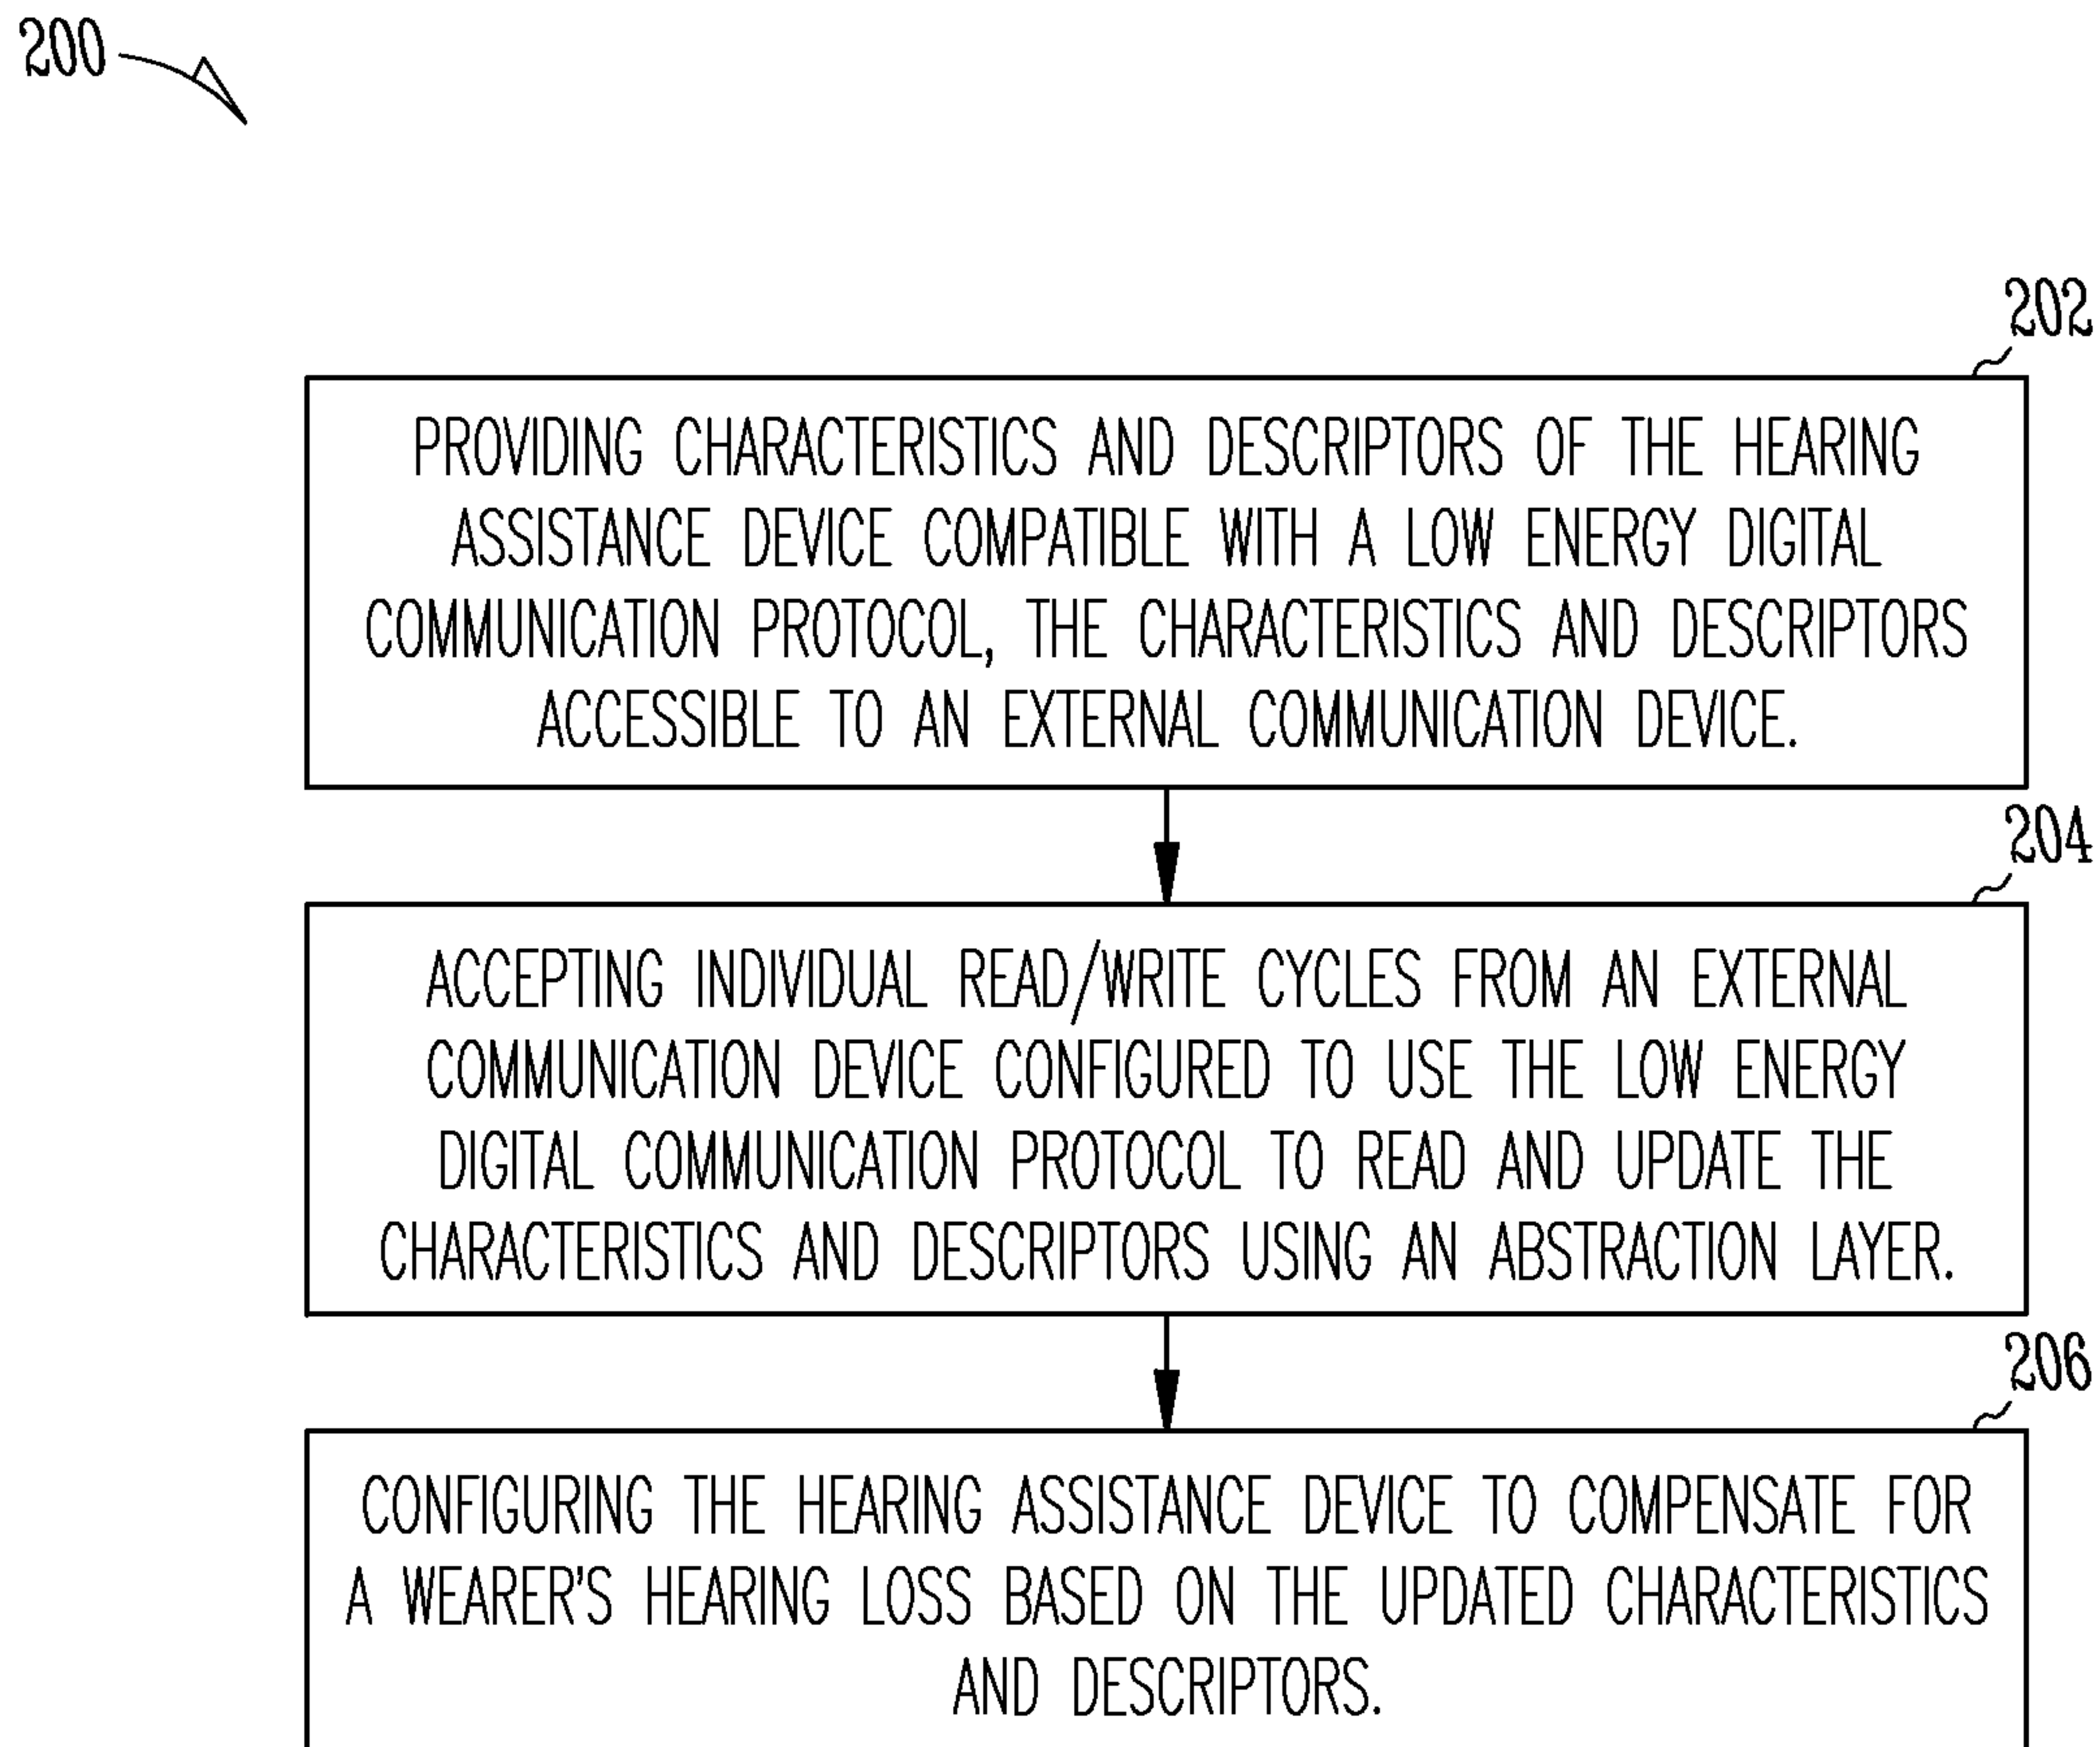 200
202
PROVIDING CHARACTERISTICS AND DESCRIPTORS OF THE HEARING
ASSISTANCE DEVICE COMPATIBLE WITH A LOW ENERGY DIGITAL
COMMUNICATION PROTOCOL, THE CHARACTERISTICS AND DESCRIPTORS
ACCESSIBLE TO AN EXTERNAL COMMUNICATION DEVICE.
204
ACCEPTING INDIVIDUAL READ/WRITE CYCLES FROM AN EXTERNAL
COMMUNICATION DEVICE CONFIGURED TO USE THE LOW ENERGY
DIGITAL COMMUNICATION PROTOCOL TO READ AND UPDATE THE
CHARACTERISTICS AND DESCRIPTORS USING AN ABSTRACTION LAYER.
206
CONFIGURING THE HEARING ASSISTANCE DEVICE TO COMPENSATE FOR
A WEARER'S HEARING LOSS BASED ON THE UPDATED CHARACTERISTICS
AND DESCRIPTORS.